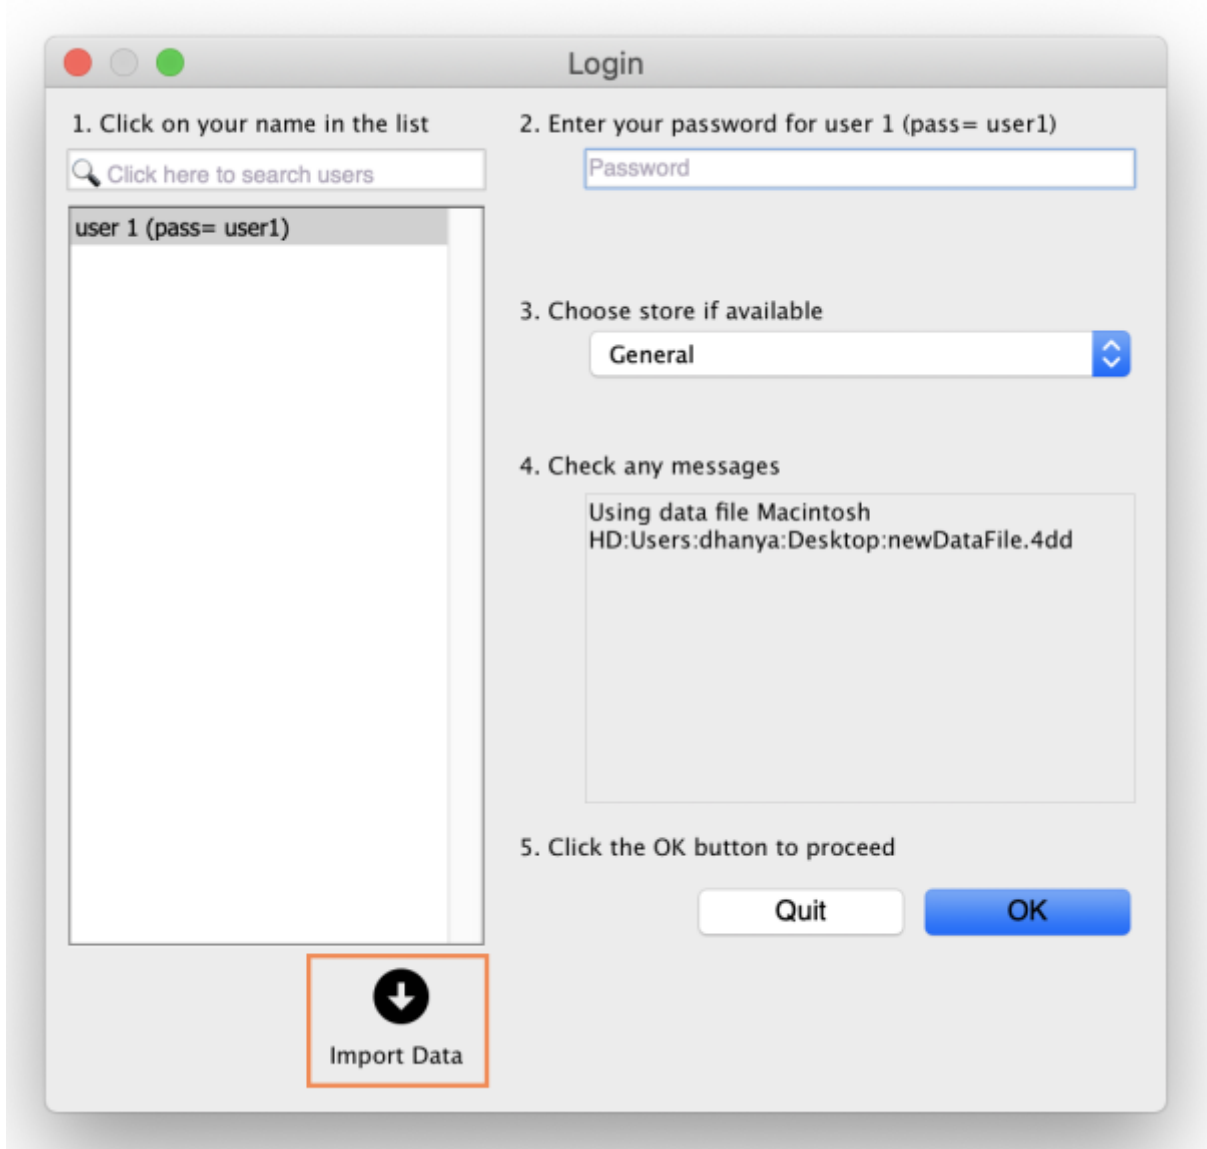 Login
1. Click on your name in the list
Click here to search users
user 1 (pass= user1)
Import Data
2. Enter your password for user 1 (pass= user1)
Password
3. Choose store if available
General
4. Check any messages
Using data file Macintosh
HD:Users:dhanya:Desktop:newDataFile.4dd
5. Click the OK button to proceed
Quit
OK